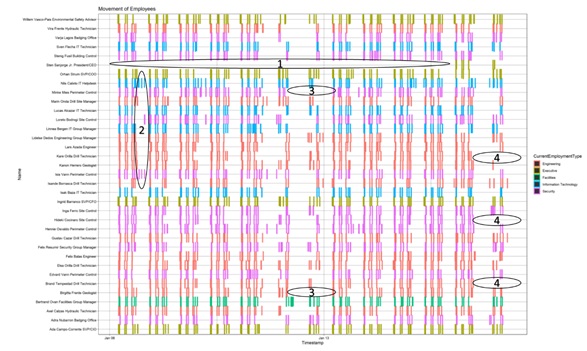 Movement of Employees
Willem Vasco-Pais Environmental Safety Advisor
Vira Frente Hydraulic Technician
Varja Lagos Badging Office
Sven Flecha IT Technician
Stenig Fusil Building Control
Sten Sanjorge Jr. President/CEO
1
Orhan Strum SVP/COO
Nils Calixto IT Helpdesk
Minke Mies Perimeter Control
3
Marin Onda Drill Site Manager
Lucas Alcazar IT Technician
Loreto Bodrogi Site Control
2
Linnea Bergen IT Group Manager
Lidelse Dedos Engineering Group Manager
Lars Azada Engineer
Kare Orilla Drill Technician
4
Kanon Herrero Geologist
Isia Vann Perimeter Control
Isande Borrasca Drill Technician
Isak Baza IT Technician
Ingrid Barranco SVP/CFO
Inga Ferro Site Control
Hideki Cocinaro Site Control
4
Hennie Osvaldo Perimeter Control
Gustav Cazar Drill Technician
Felix Resumir Security Group Manager
Felix Balas Engineer
Elsa Orilla Drill Technician
Edvard Vann Perimeter Control
Brand Tempestad Drill Technician
4
Birgitta Frente Geologist
3
Bertrand Ovan Facilities Group Manager
Axel Calzas Hydraulic Technician
Adra Nubarron Badging Office
Ada Campo-Corrente SVP/CIO
Name
Jan 06
Jan 13
Timestamp
CurrentEmploymentType
Engineering
Executive
Facilities
Information Technology
Security